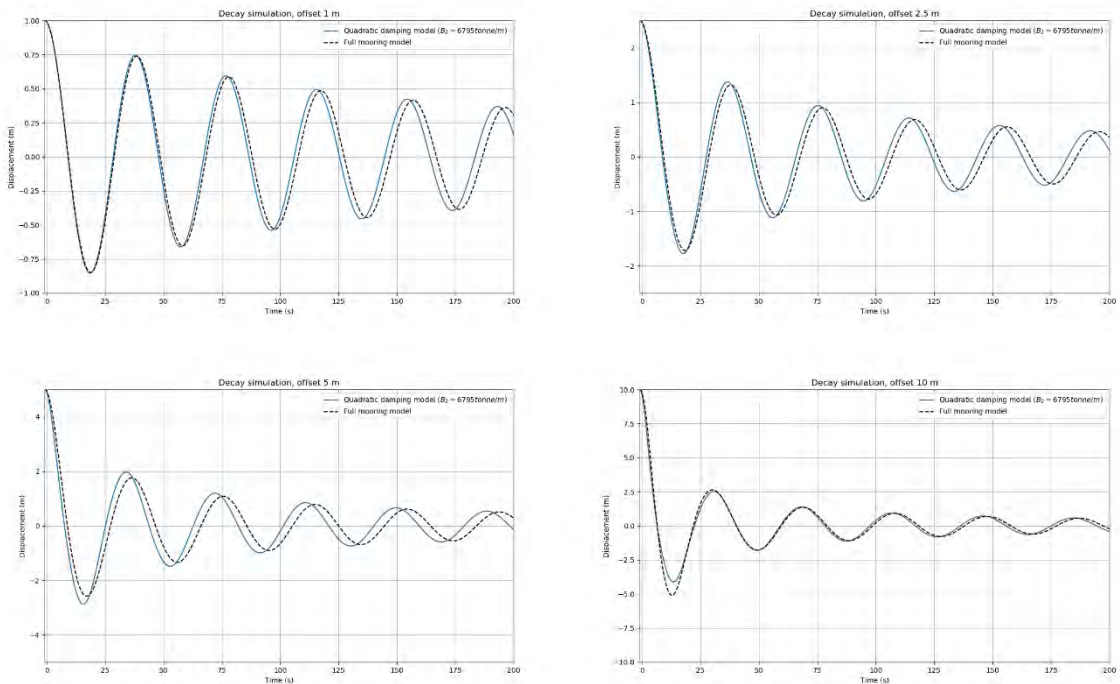 Decay simulation, offset 1 m
Quadratic damping model (B₂ = 6795tonne/m)
Full mooring model
1.00
0.75
0.50
0.25
0.00
−0.25
−0.50
−0.75
−1.00
Displacement (m)
0 25 50 75 100 125 150 175 200
Time (s)
Decay simulation, offset 2.5 m
Quadratic damping model (B₂ = 6795tonne/m)
Full mooring model
2
1
0
−1
−2
Displacement (m)
0 25 50 75 100 125 150 175 200
Time (s)
Decay simulation, offset 5 m
Quadratic damping model (B₂ = 6795tonne/m)
Full mooring model
4
2
0
−2
−4
Displacement (m)
0 25 50 75 100 125 150 175 200
Time (s)
Decay simulation, offset 10 m
Quadratic damping model (B₂ = 6795tonne/m)
Full mooring model
10.0
7.5
5.0
2.5
0.0
−2.5
−5.0
−7.5
−10.0
Displacement (m)
0 25 50 75 100 125 150 175 200
Time (s)